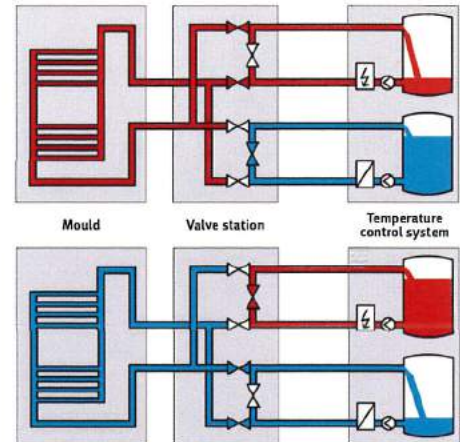 Mould
Valve station
Temperature
control system